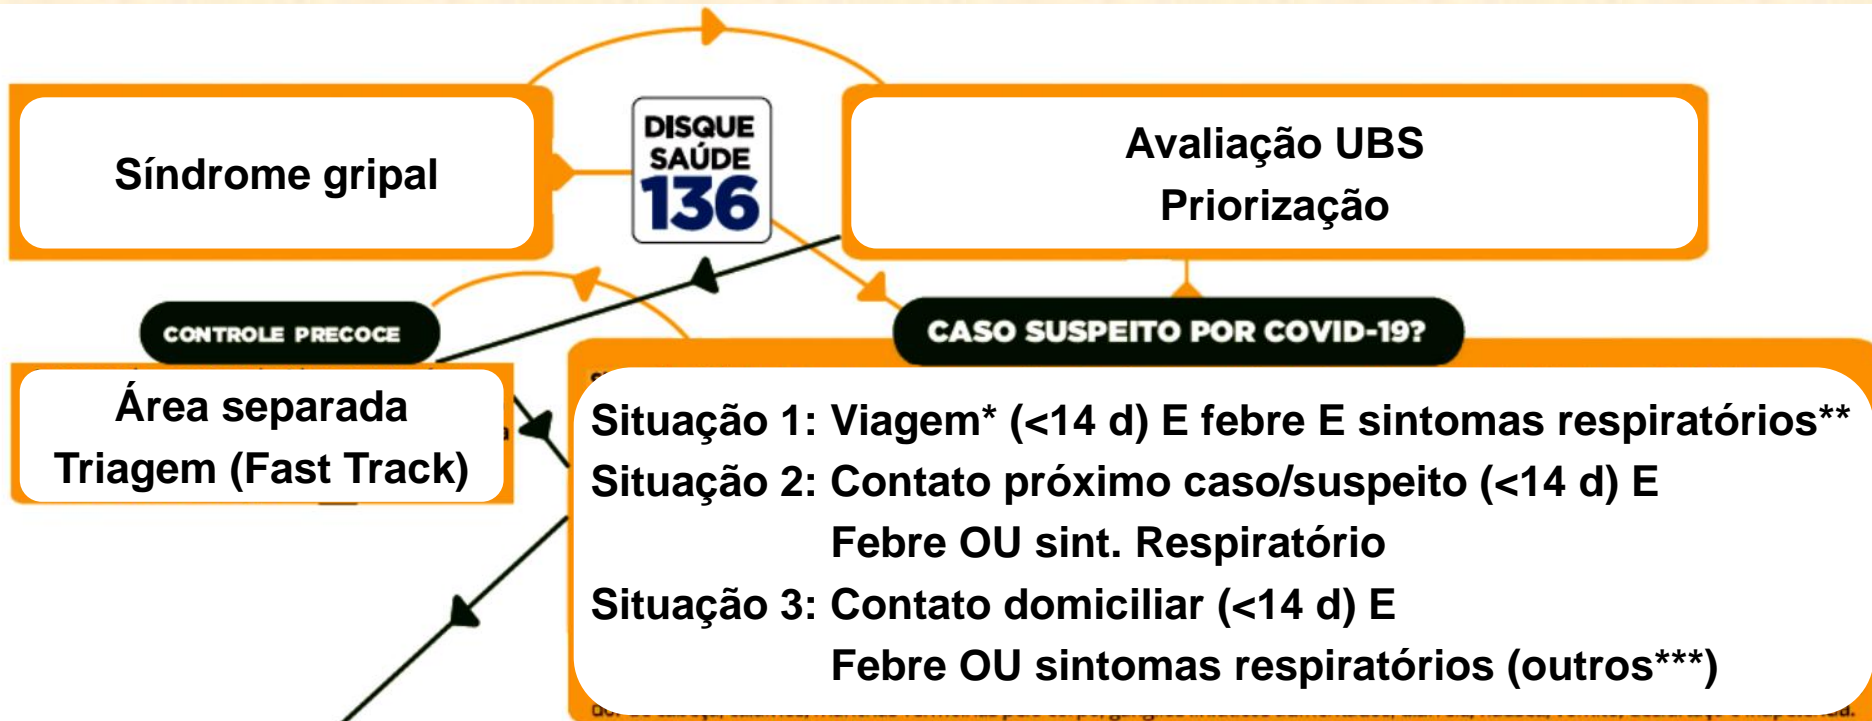 Síndrome gripal
DISQUE
SAÚDE
136
Avaliação UBS
Priorização
CONTROLE PRECOCE
Área separada
Triagem (Fast Track)
CASO SUSPEITO POR COVID-19?
Situação 1: Viagem* (<14 d) E febre E sintomas respiratórios**
Situação 2: Contato próximo caso/suspeito (<14 d) E
Febre OU sint. Respiratório
Situação 3: Contato domiciliar (<14 d) E
Febre OU sintomas respiratórios (outros***)